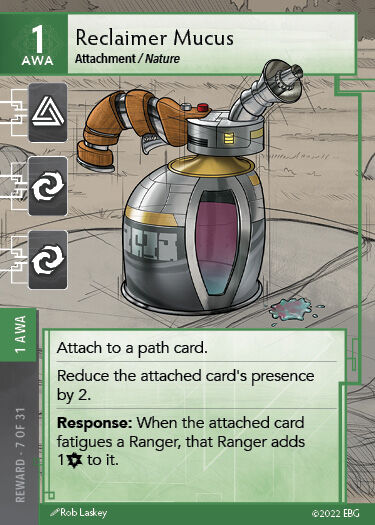 1
AWA
Reclaimer Mucus
Attachment / Nature
Attach to a path card.
Reduce the attached card's presence
by 2.
Response: When the attached card
fatigues a Ranger, that Ranger adds
1 to it.
1 AWA
REWARD - 7 OF 31
Rob Laskey
©2022 EBG